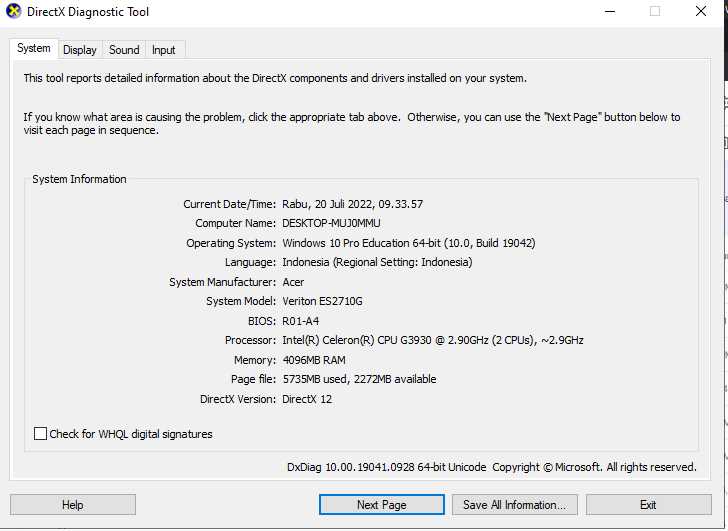 DirectX Diagnostic Tool
System Display Sound Input
This tool reports detailed information about the DirectX components and drivers installed on your system.
If you know what area is causing the problem, click the appropriate tab above.  Otherwise, you can use the "Next Page" button below to
visit each page in sequence.
System Information
Current Date/Time: Rabu, 20 Juli 2022, 09.33.57
Computer Name: DESKTOP-MUJ0MMU
Operating System: Windows 10 Pro Education 64-bit (10.0, Build 19042)
Language: Indonesia (Regional Setting: Indonesia)
System Manufacturer: Acer
System Model: Veriton ES2710G
BIOS: R01-A4
Processor: Intel(R) Celeron(R) CPU G3930 @ 2.90GHz (2 CPUs), ~2.9GHz
Memory: 4096MB RAM
Page file: 5735MB used, 2272MB available
DirectX Version: DirectX 12
Check for WHQL digital signatures
DxDiag 10.00.19041.0928 64-bit Unicode  Copyright © Microsoft. All rights reserved.
Help Next Page Save All Information... Exit